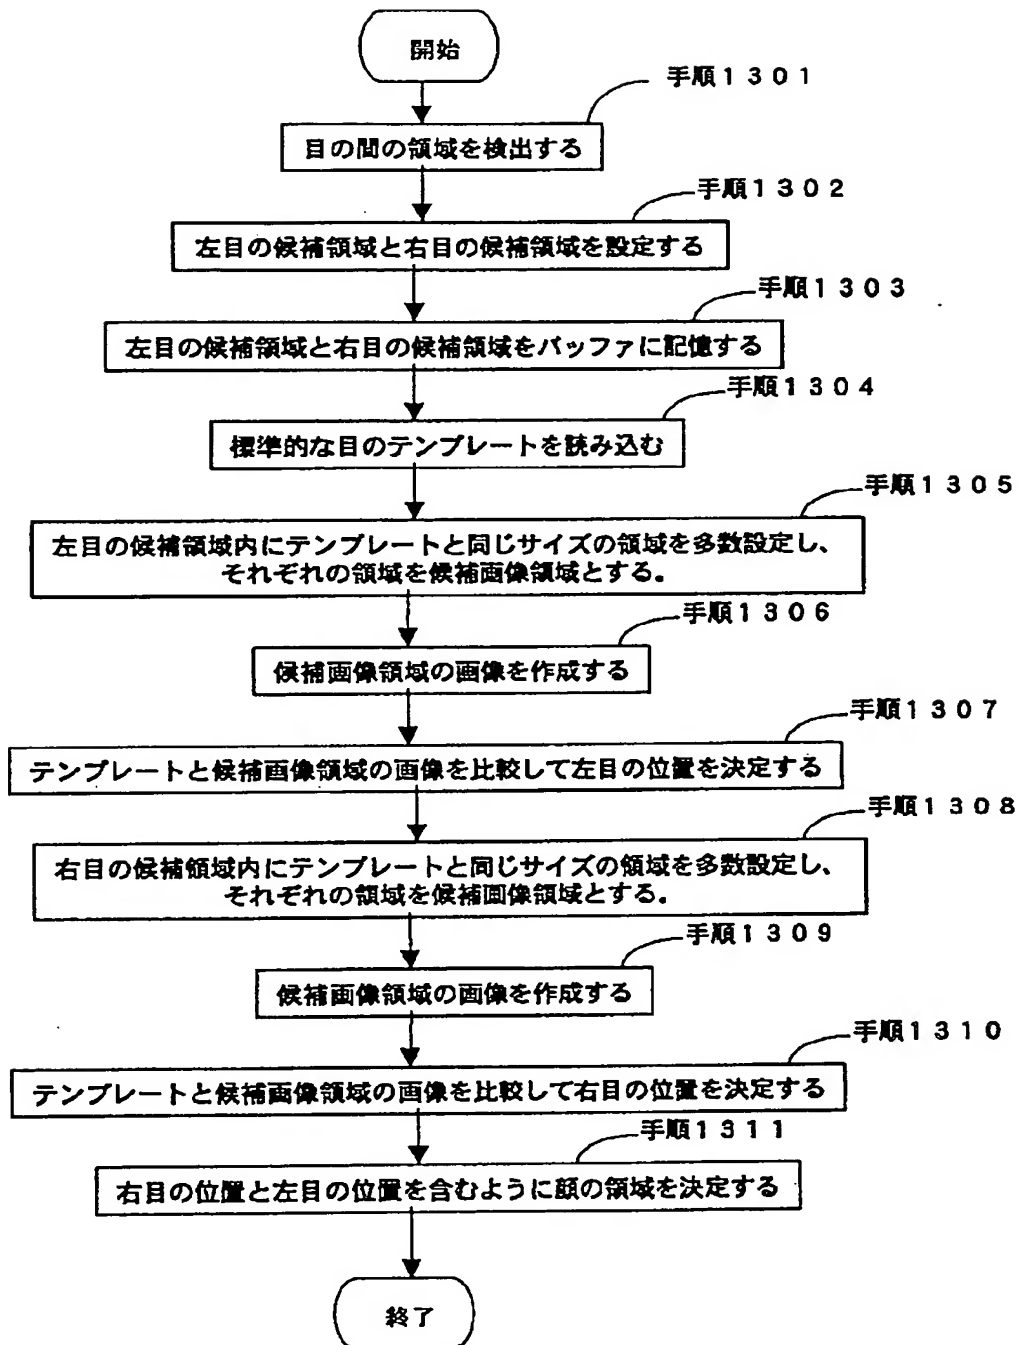 開始
手順1301
目の間の領域を検出する
手順1302
左目の候補領域と右目の候補領域を設定する
手順1303
左目の候補領域と右目の候補領域をバッファに記憶する
手順1304
標準的な目のテンプレートを読み込む
手順1305
左目の候補領域内にテンプレートと同じサイズの領域を多数設定し、
それぞれの領域を候補画像領域とする。
手順1306
候補画像領域の画像を作成する
手順1307
テンプレートと候補画像領域の画像を比較して左目の位置を決定する
手順1308
右目の候補領域内にテンプレートと同じサイズの領域を多数設定し、
それぞれの領域を候補画像領域とする。
手順1309
候補画像領域の画像を作成する
手順1310
テンプレートと候補画像領域の画像を比較して右目の位置を決定する
手順1311
右目の位置と左目の位置を含むように顔の領域を決定する
終了